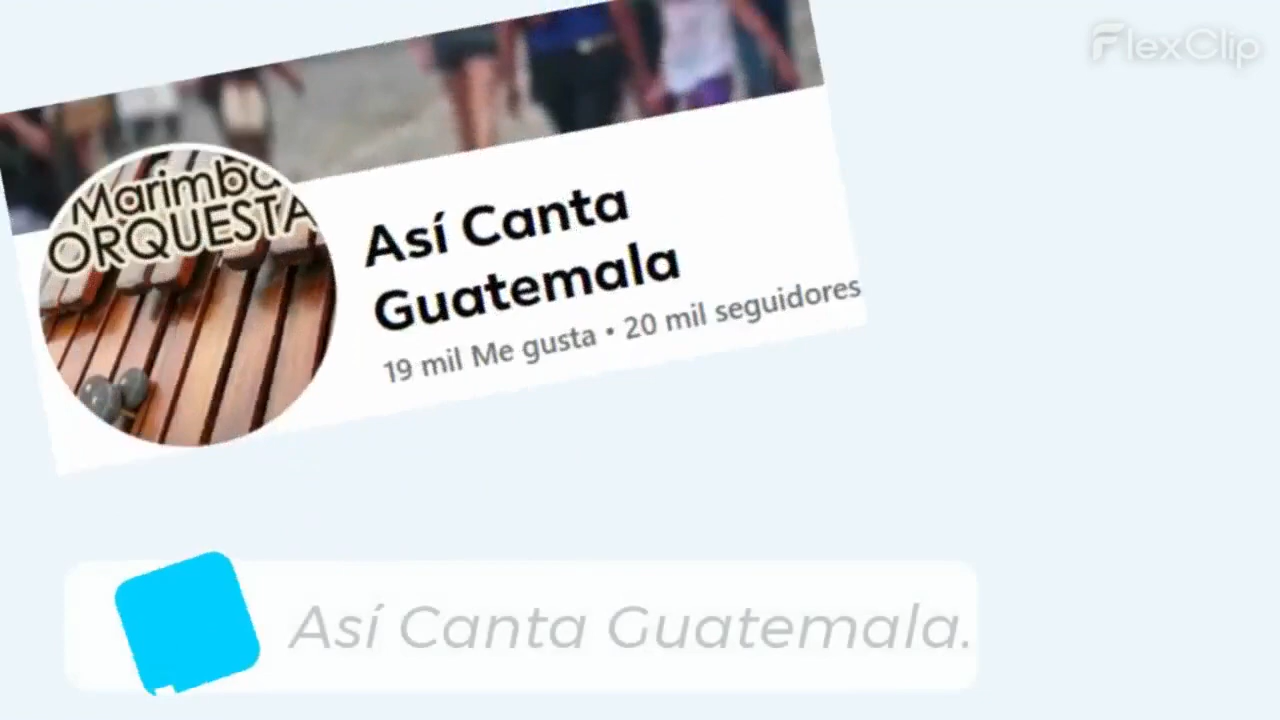 FlexClip
Marimba
ORQUESTA
Así Canta
Guatemala
19 mil Me gusta • 20 mil seguidores
Así Canta Guatemala.